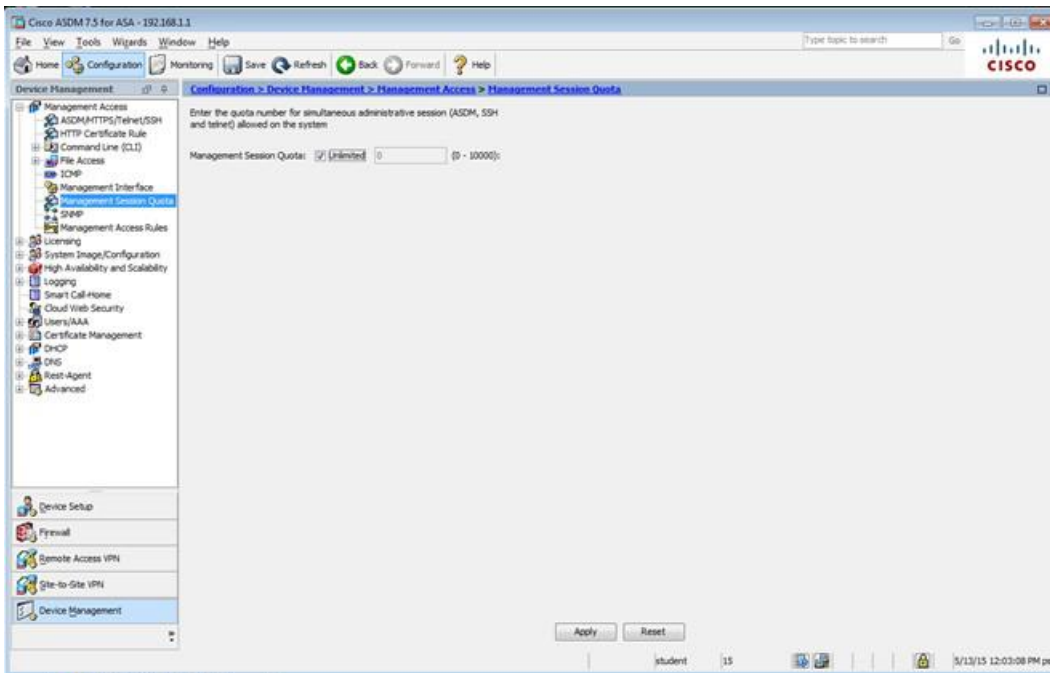 Cisco ASDM 7.5 for ASA - 192.168.1.1
File View Tools Wizards Window Help
Type topic to search Go
Home Configuration Monitoring Save Refresh Back Forward Help
CISCO
Device Management
Configuration > Device Management > Management Access > Management Session Quota
Management Access
ASDM/HTTPS/Telnet/SSH
HTTP Certificate Rule
Command Line (CLI)
File Access
ICMP
Management Interface
Management Session Quota
SNMP
Management Access Rules
Licensing
System Image/Configuration
High Availability and Scalability
Logging
Smart Call-Home
Cloud Web Security
Users/AAA
Certificate Management
DHCP
DNS
Rest-Agent
Advanced
Enter the quota number for simultaneous administrative session (ASDM, SSH
and telnet) allowed on the system
Management Session Quota: Unlimited 0 (0 - 10000):
Device Setup
Firewall
Remote Access VPN
Site-to-Site VPN
Device Management
Apply Reset
student 15 5/13/15 12:03:08 PM